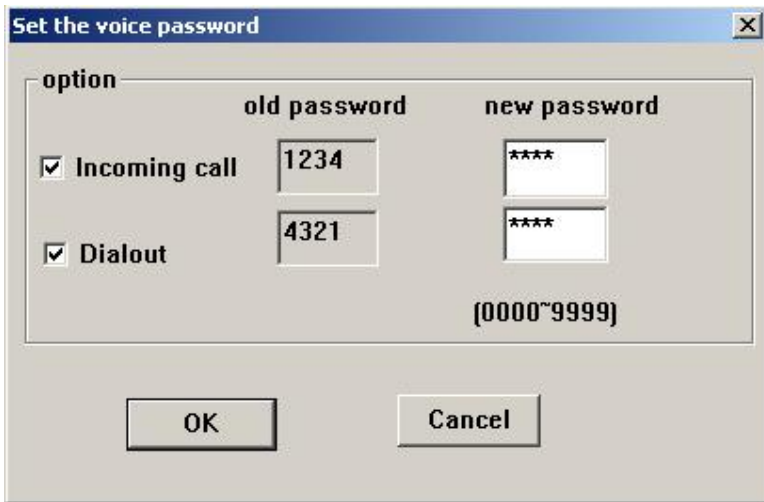 Set the voice password
option
old password new password
Incoming call 1234 ****
Dialout 4321 ****
(0000~9999)
OK Cancel